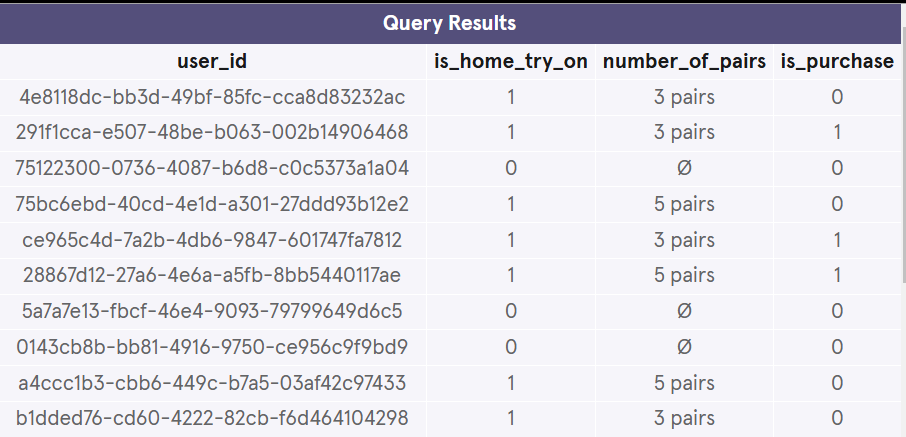 Query Results
user_id is_home_try_on number_of_pairs is_purchase
4e8118dc-bb3d-49bf-85fc-cca8d83232ac 1 3 pairs 0
291f1cca-e507-48be-b063-002b14906468 1 3 pairs 1
75122300-0736-4087-b6d8-c0c5373a1a04 0 Ø 0
75bc6ebd-40cd-4e1d-a301-27ddd93b12e2 1 5 pairs 0
ce965c4d-7a2b-4db6-9847-601747fa7812 1 3 pairs 1
28867d12-27a6-4e6a-a5fb-8bb5440117ae 1 5 pairs 1
5a7a7e13-fbcf-46e4-9093-79799649d6c5 0 Ø 0
0143cb8b-bb81-4916-9750-ce956c9f9bd9 0 Ø 0
a4ccc1b3-cbb6-449c-b7a5-03af42c97433 1 5 pairs 0
b1dded76-cd60-4222-82cb-f6d464104298 1 3 pairs 0